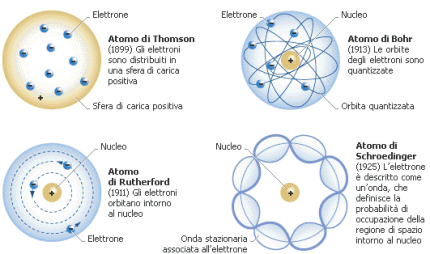 Elettrone
Atomo di Thomson
(1899) Gli elettroni
sono distribuiti in
una sfera di carica
positiva
+
Sfera di carica positiva
Elettrone
Nucleo
Atomo di Bohr
(1913) Le orbite
degli elettroni sono
quantizzate
+
Orbita quantizzata
Nucleo
Atomo
di Rutherford
(1911) Gli elettroni
orbitano intorno
al nucleo
+
Elettrone
Nucleo
Atomo di
Schroedinger
(1925) L'elettrone
è descritto come
un'onda, che
definisce la
probabilità di
occupazione della
regione di spazio
intorno al nucleo
+
Onda stazionaria
associata all'elettrone